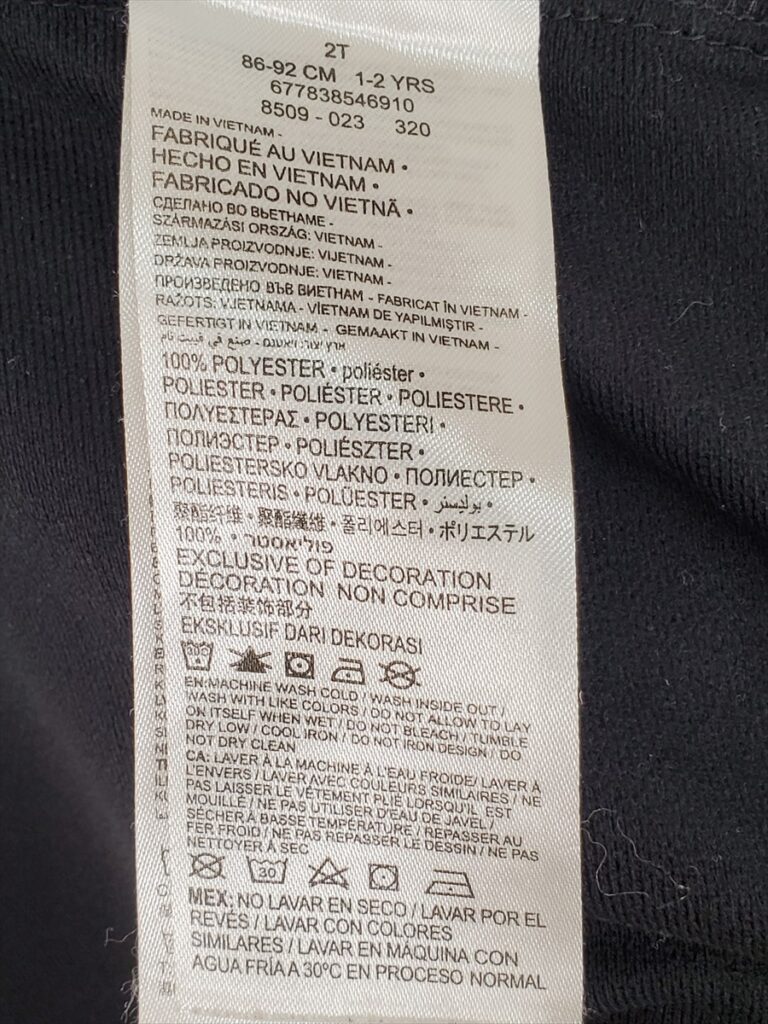 2T
86-92 CM 1-2 YRS
677838546910
8509 - 023 320
MADE IN VIETNAM -
FABRIQUÉ AU VIETNAM •
HECHO EN VIETNAM •
FABRICADO NO VIETNÃ •
СДЕЛАНО ВО ВЬЕТНАМЕ -
SZÁRMAZÁSI ORSZÁG: VIETNAM -
ZEMLJA PROIZVODNJE: VIJETNAM -
DRŽAVA PROIZVODNJE: VIETNAM -
ПРОИЗВЕДЕНО ВЪВ ВИЕТНАМ - FABRICAT ÎN VIETNAM -
RAŽOTS: VJETNAMA - VİETNAM DE YAPILMIŞTIR -
GEFERTIGT IN VIETNAM - GEMAAKT IN VIETNAM -
ארץ יצור: ויאטנם - صنع في فييت نام
100% POLYESTER • poliéster •
POLIESTER • POLIÉSTER • POLIESTERE •
ΠΟΛΥΕΣΤΕΡΑΣ • POLYESTERI •
ПОЛИЭСТЕР • POLIÉSZTER •
POLIESTERSKO VLAKNO • ПОЛИЕСТЕР •
POLIESTERIS • POLÜESTER • بوليستر •
聚酯纤维 • 聚酯纖維 • 폴리에스터 • ポリエステル
100% • פוליאסטר
EXCLUSIVE OF DECORATION
DÉCORATION NON COMPRISE
不包括装饰部分
EKSKLUSIF DARI DEKORASI
30°
EN:MACHINE WASH COLD / WASH INSIDE OUT /
WASH WITH LIKE COLORS / DO NOT ALLOW TO LAY
ON ITSELF WHEN WET / DO NOT BLEACH / TUMBLE
DRY LOW / COOL IRON / DO NOT IRON DESIGN / DO
NOT DRY CLEAN
CA: LAVER À LA MACHINE À L'EAU FROIDE/ LAVER À
L'ENVERS / LAVER AVEC COULEURS SIMILAIRES / NE
PAS LAISSER LE VÊTEMENT PLIÉ LORSQU'IL EST
MOUILLÉ / NE PAS UTILISER D'EAU DE JAVEL /
SÉCHER À BASSE TEMPÉRATURE / REPASSER AU
FER FROID / NE PAS REPASSER LE DESSIN / NE PAS
NETTOYER À SEC
30
MEX: NO LAVAR EN SECO / LAVAR POR EL
REVÉS / LAVAR CON COLORES
SIMILARES / LAVAR EN MÁQUINA CON
AGUA FRÍA A 30ºC EN PROCESO NORMAL